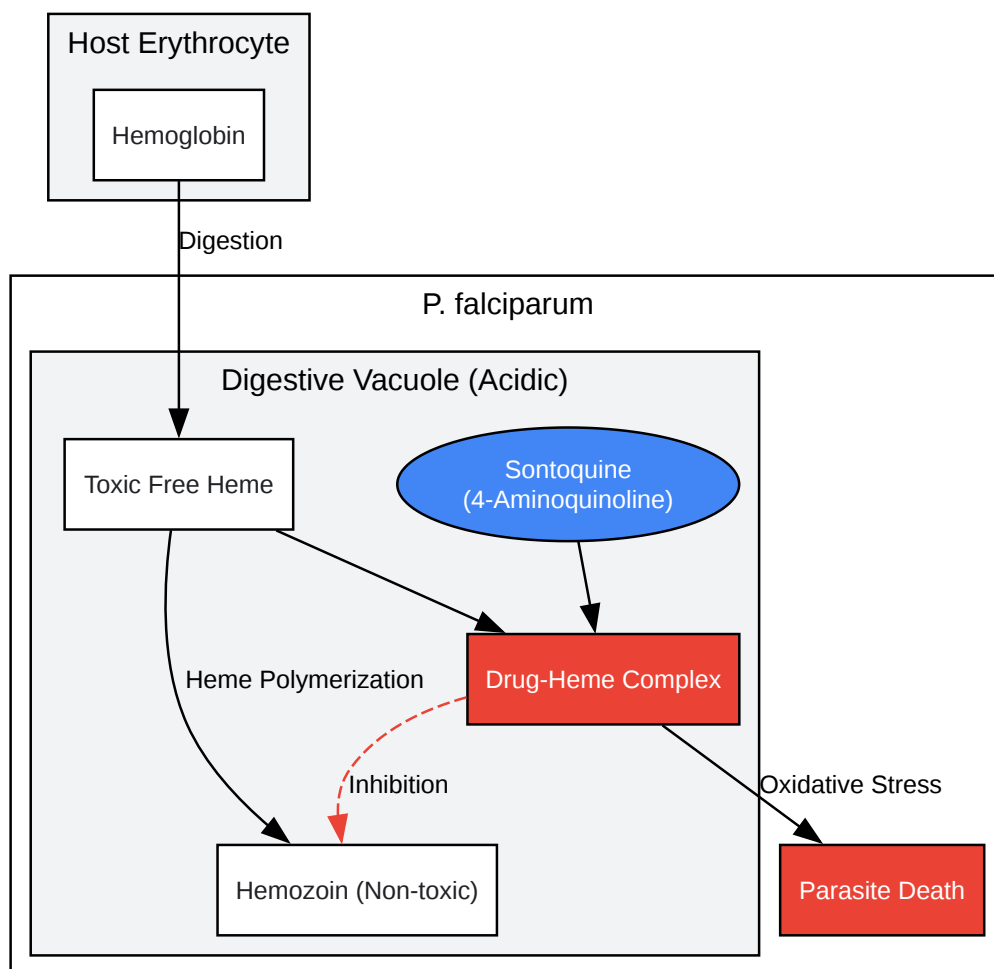 Host Erythrocyte
Hemoglobin
Digestion
P. falciparum
Digestive Vacuole (Acidic)
Toxic Free Heme
Sontoquine
(4-Aminoquinoline)
Heme Polymerization
Drug-Heme Complex
Inhibition
Oxidative Stress
Hemozoin (Non-toxic)
Parasite Death